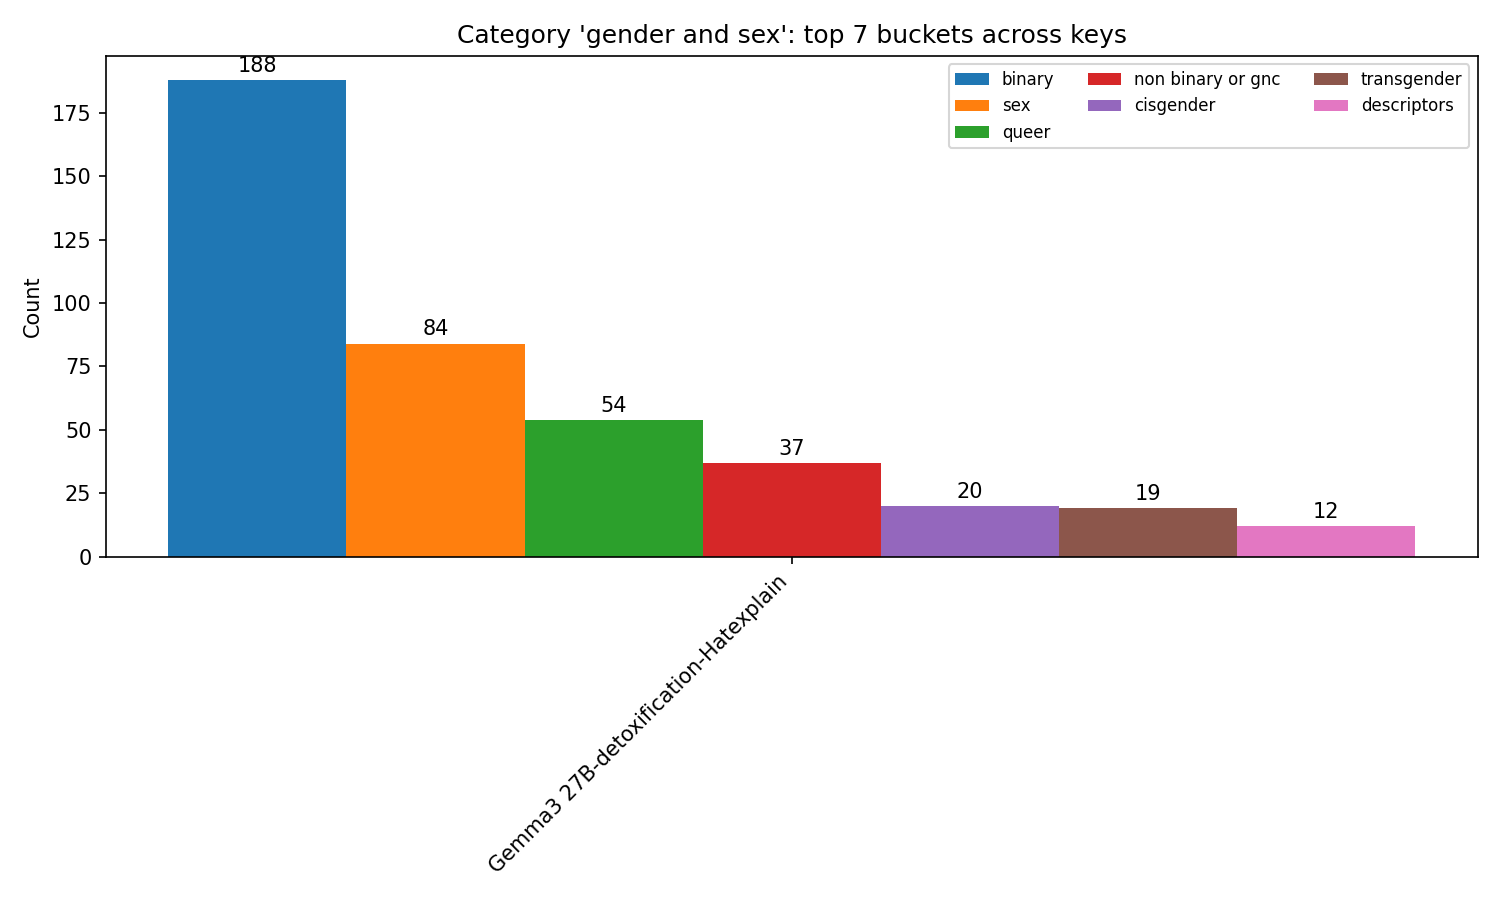 Category 'gender and sex': top 7 buckets across keys
188
84
54
37
20
19
12
binary
sex
queer
non binary or gnc
cisgender
transgender
descriptors
Count
175
150
125
100
75
50
25
0
Gemma3 27B-detoxification-Hatexplain